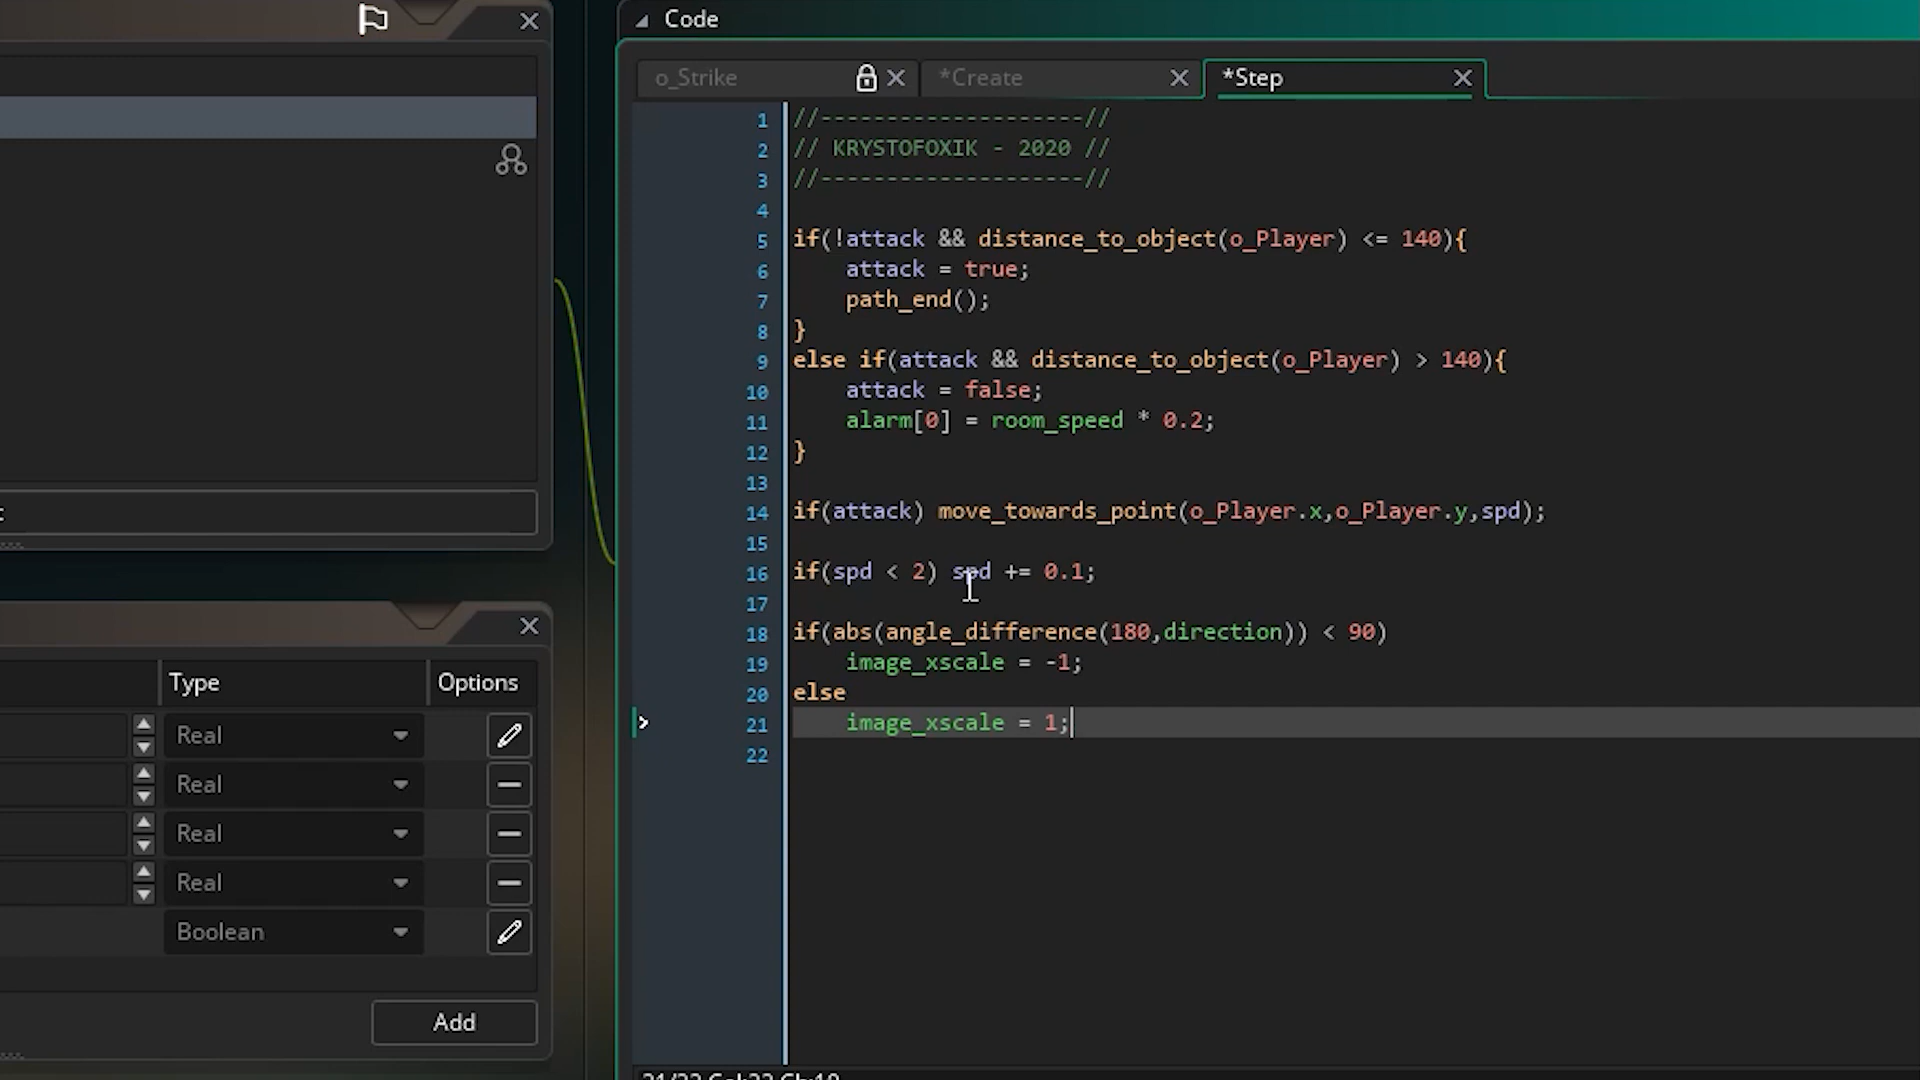 Code
o_Strike
*Create
*Step
1 //--------------------//
2 // KRYSTOFOXIK - 2020 //
3 //--------------------//
4
5 if(!attack && distance_to_object(o_Player) <= 140){
6 attack = true;
7 path_end();
8 }
9 else if(attack && distance_to_object(o_Player) > 140){
10 attack = false;
11 alarm[0] = room_speed * 0.2;
12 }
13
14 if(attack) move_towards_point(o_Player.x,o_Player.y,spd);
15
16 if(spd < 2) spd += 0.1;
17
18 if(abs(angle_difference(180,direction)) < 90)
19 image_xscale = -1;
20 else
21 image_xscale = 1;
22
Type
Options
Real
Real
Real
Real
Boolean
Add